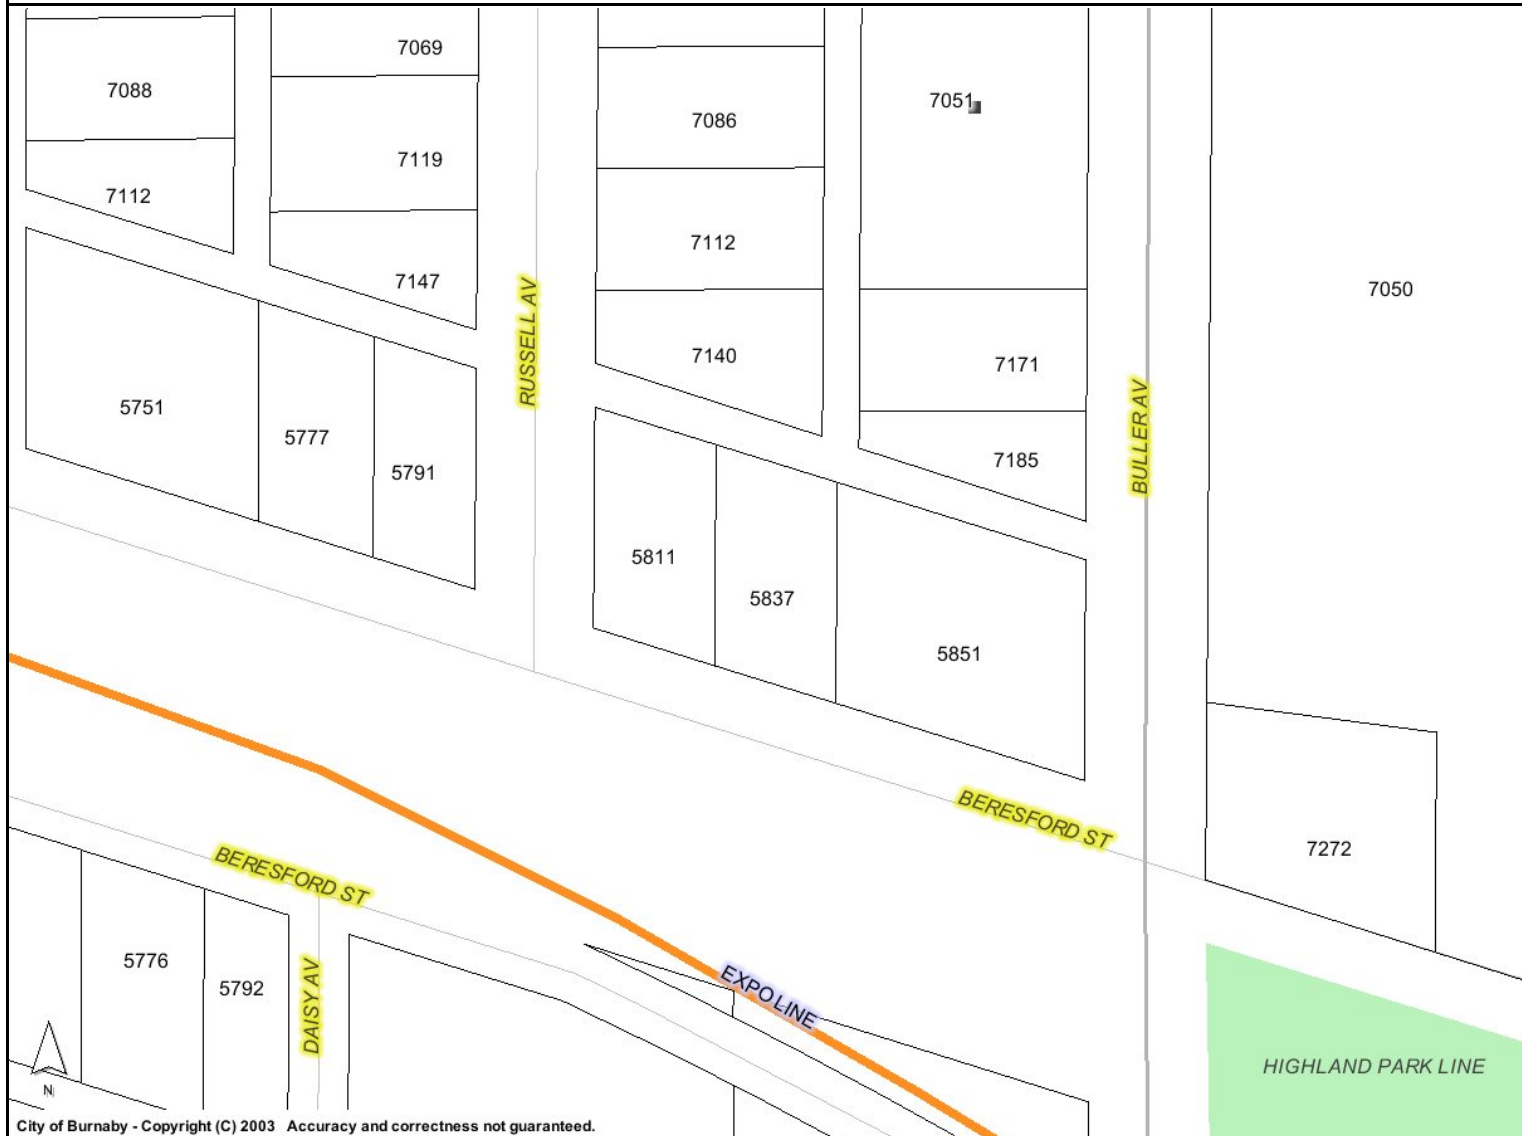 7069
7088
7051
7086
7119
7112
7112
7147
7050
RUSSELL AV
7140
7171
5751
BULLER AV
5777
7185
5791
5811
5837
5851
BERESFORD ST
7272
BERESFORD ST
5776
5792
DAISY AV
EXPO LINE
HIGHLAND PARK LINE
N
City of Burnaby - Copyright (C) 2003 Accuracy and correctness not guaranteed.